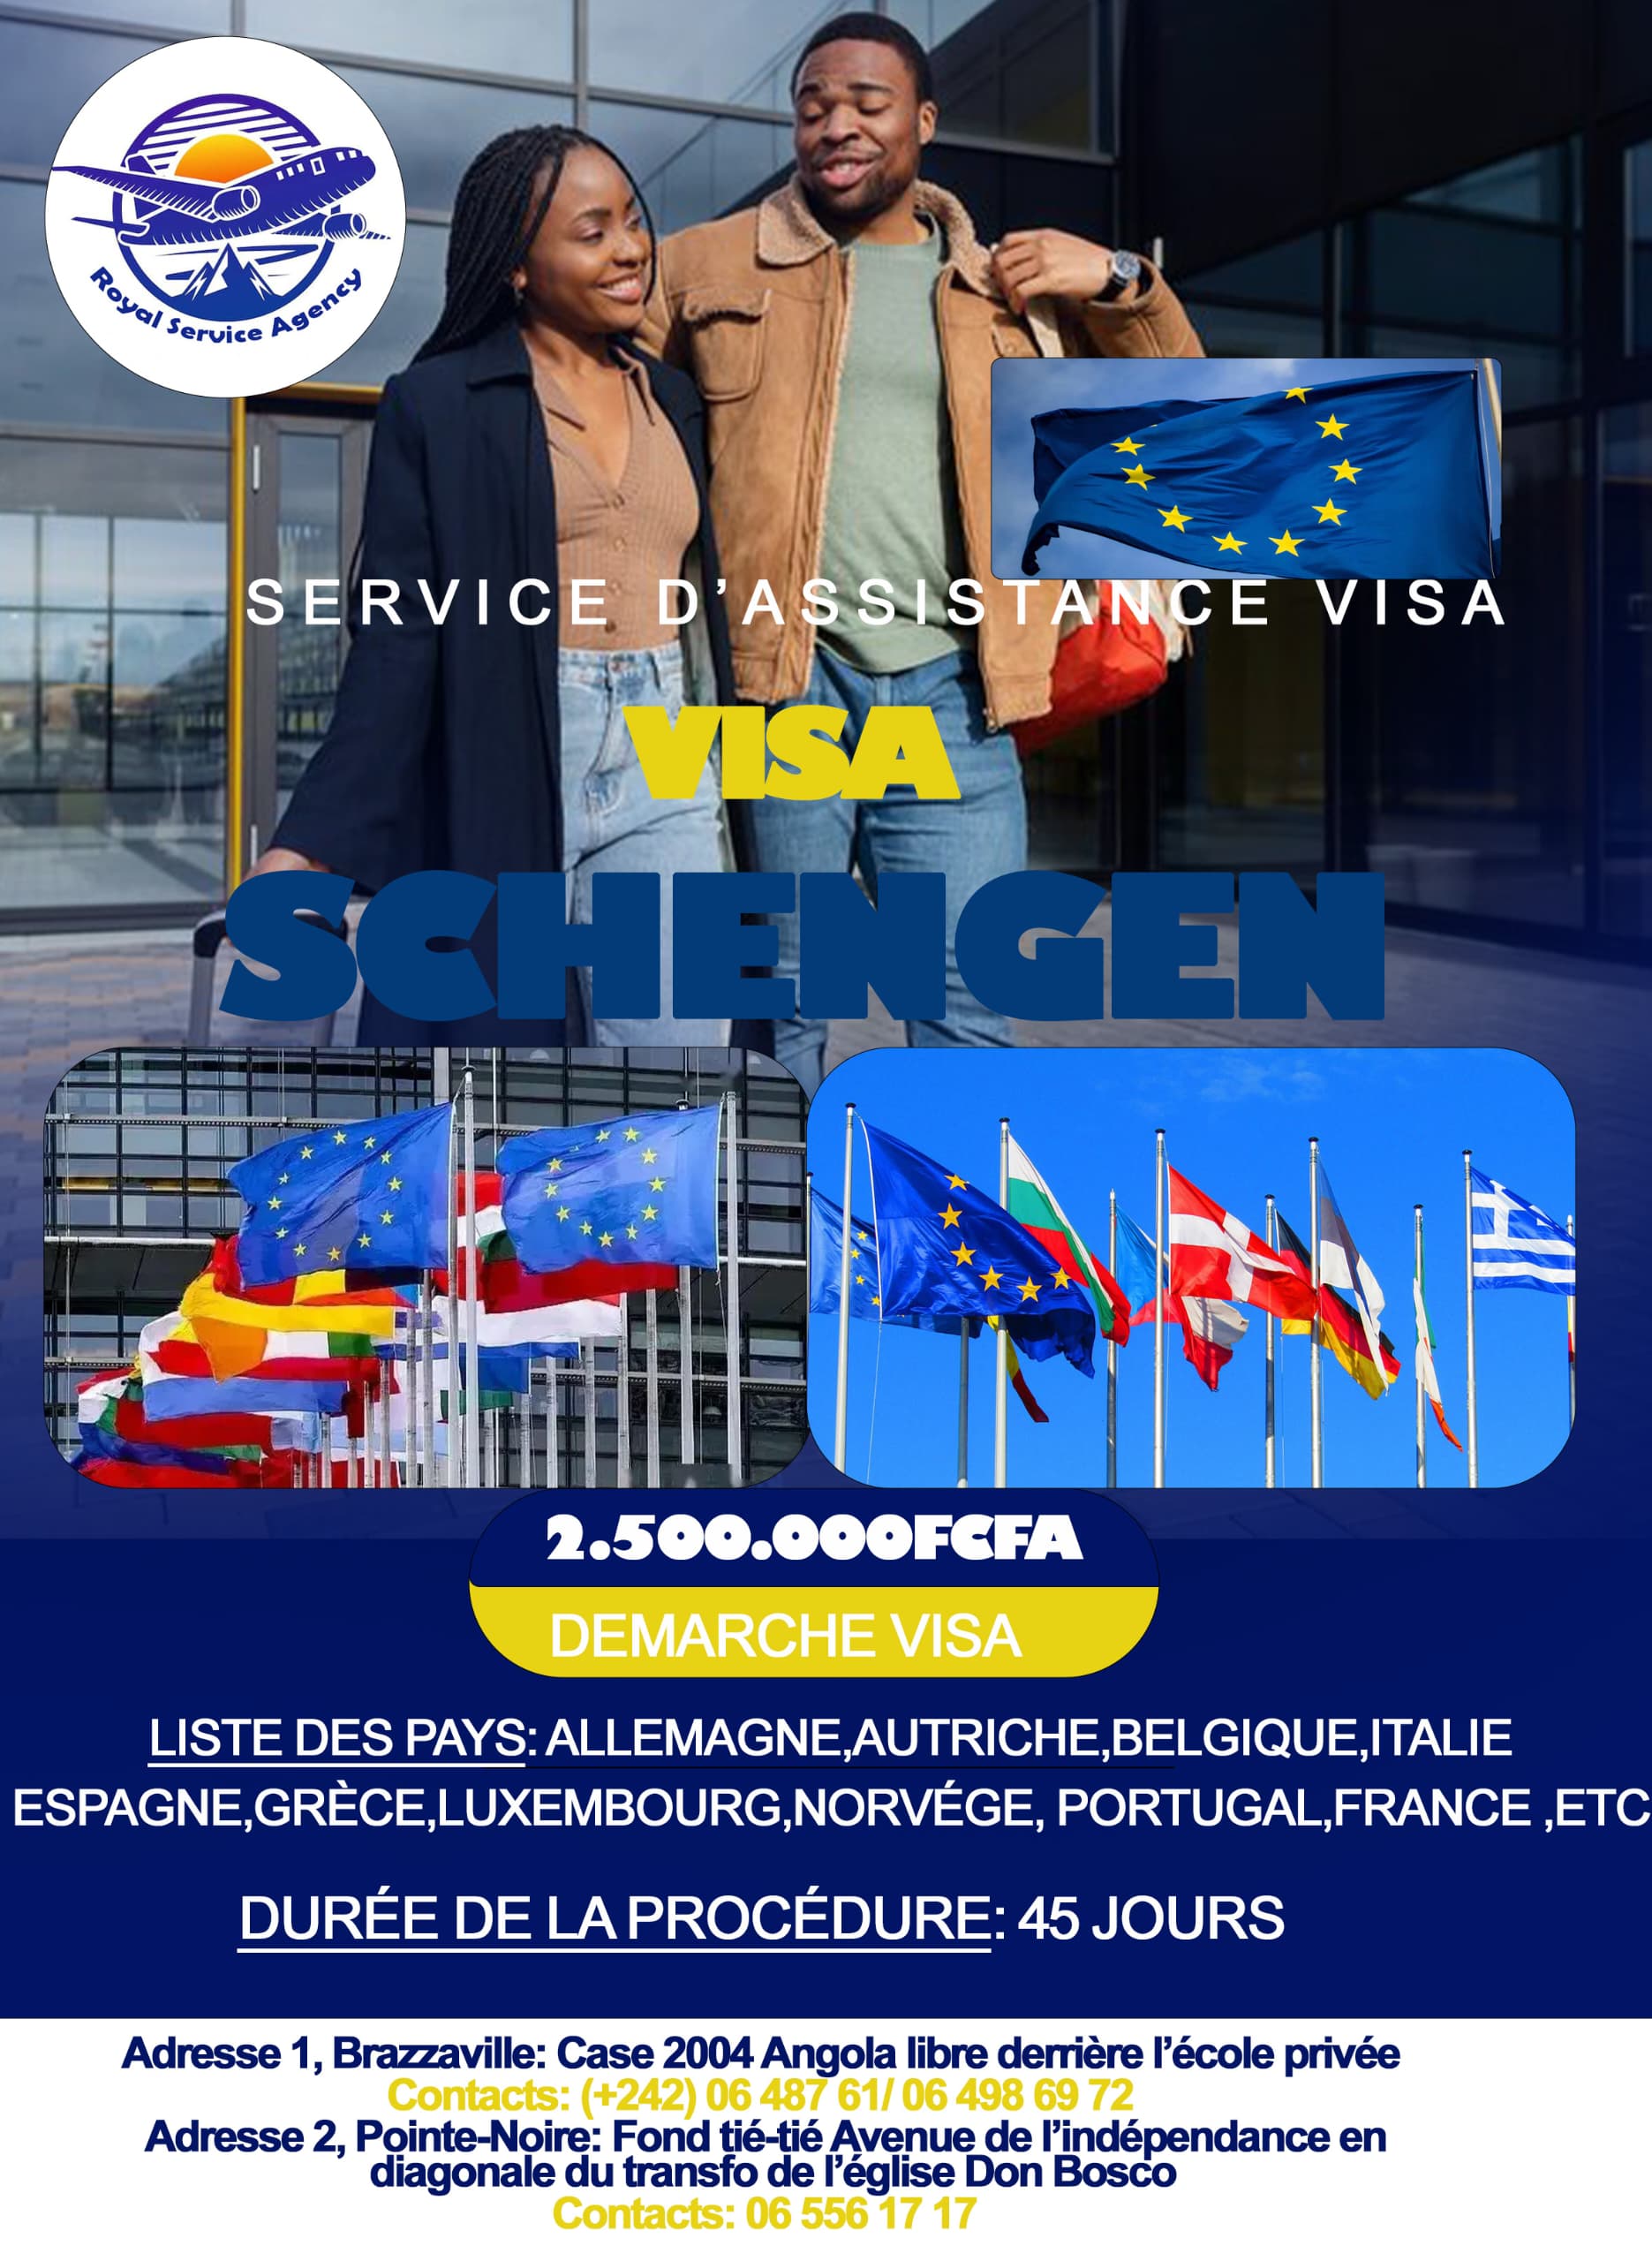 Royal Service Agency
SERVICE D’ASSISTANCE VISA
VISA
SCHENGEN
2.500.000FCFA
DEMARCHE VISA
LISTE DES PAYS: ALLEMAGNE,AUTRICHE,BELGIQUE,ITALIE
ESPAGNE,GRÈCE,LUXEMBOURG,NORVÉGE, PORTUGAL,FRANCE ,ETC
DURÉE DE LA PROCÉDURE: 45 JOURS
Adresse 1, Brazzaville: Case 2004 Angola libre derrière l’école privée
Contacts: (+242) 06 487 61/ 06 498 69 72
Adresse 2, Pointe-Noire: Fond tié-tié Avenue de l’indépendance en
diagonale du transfo de l’église Don Bosco
Contacts: 06 556 17 17